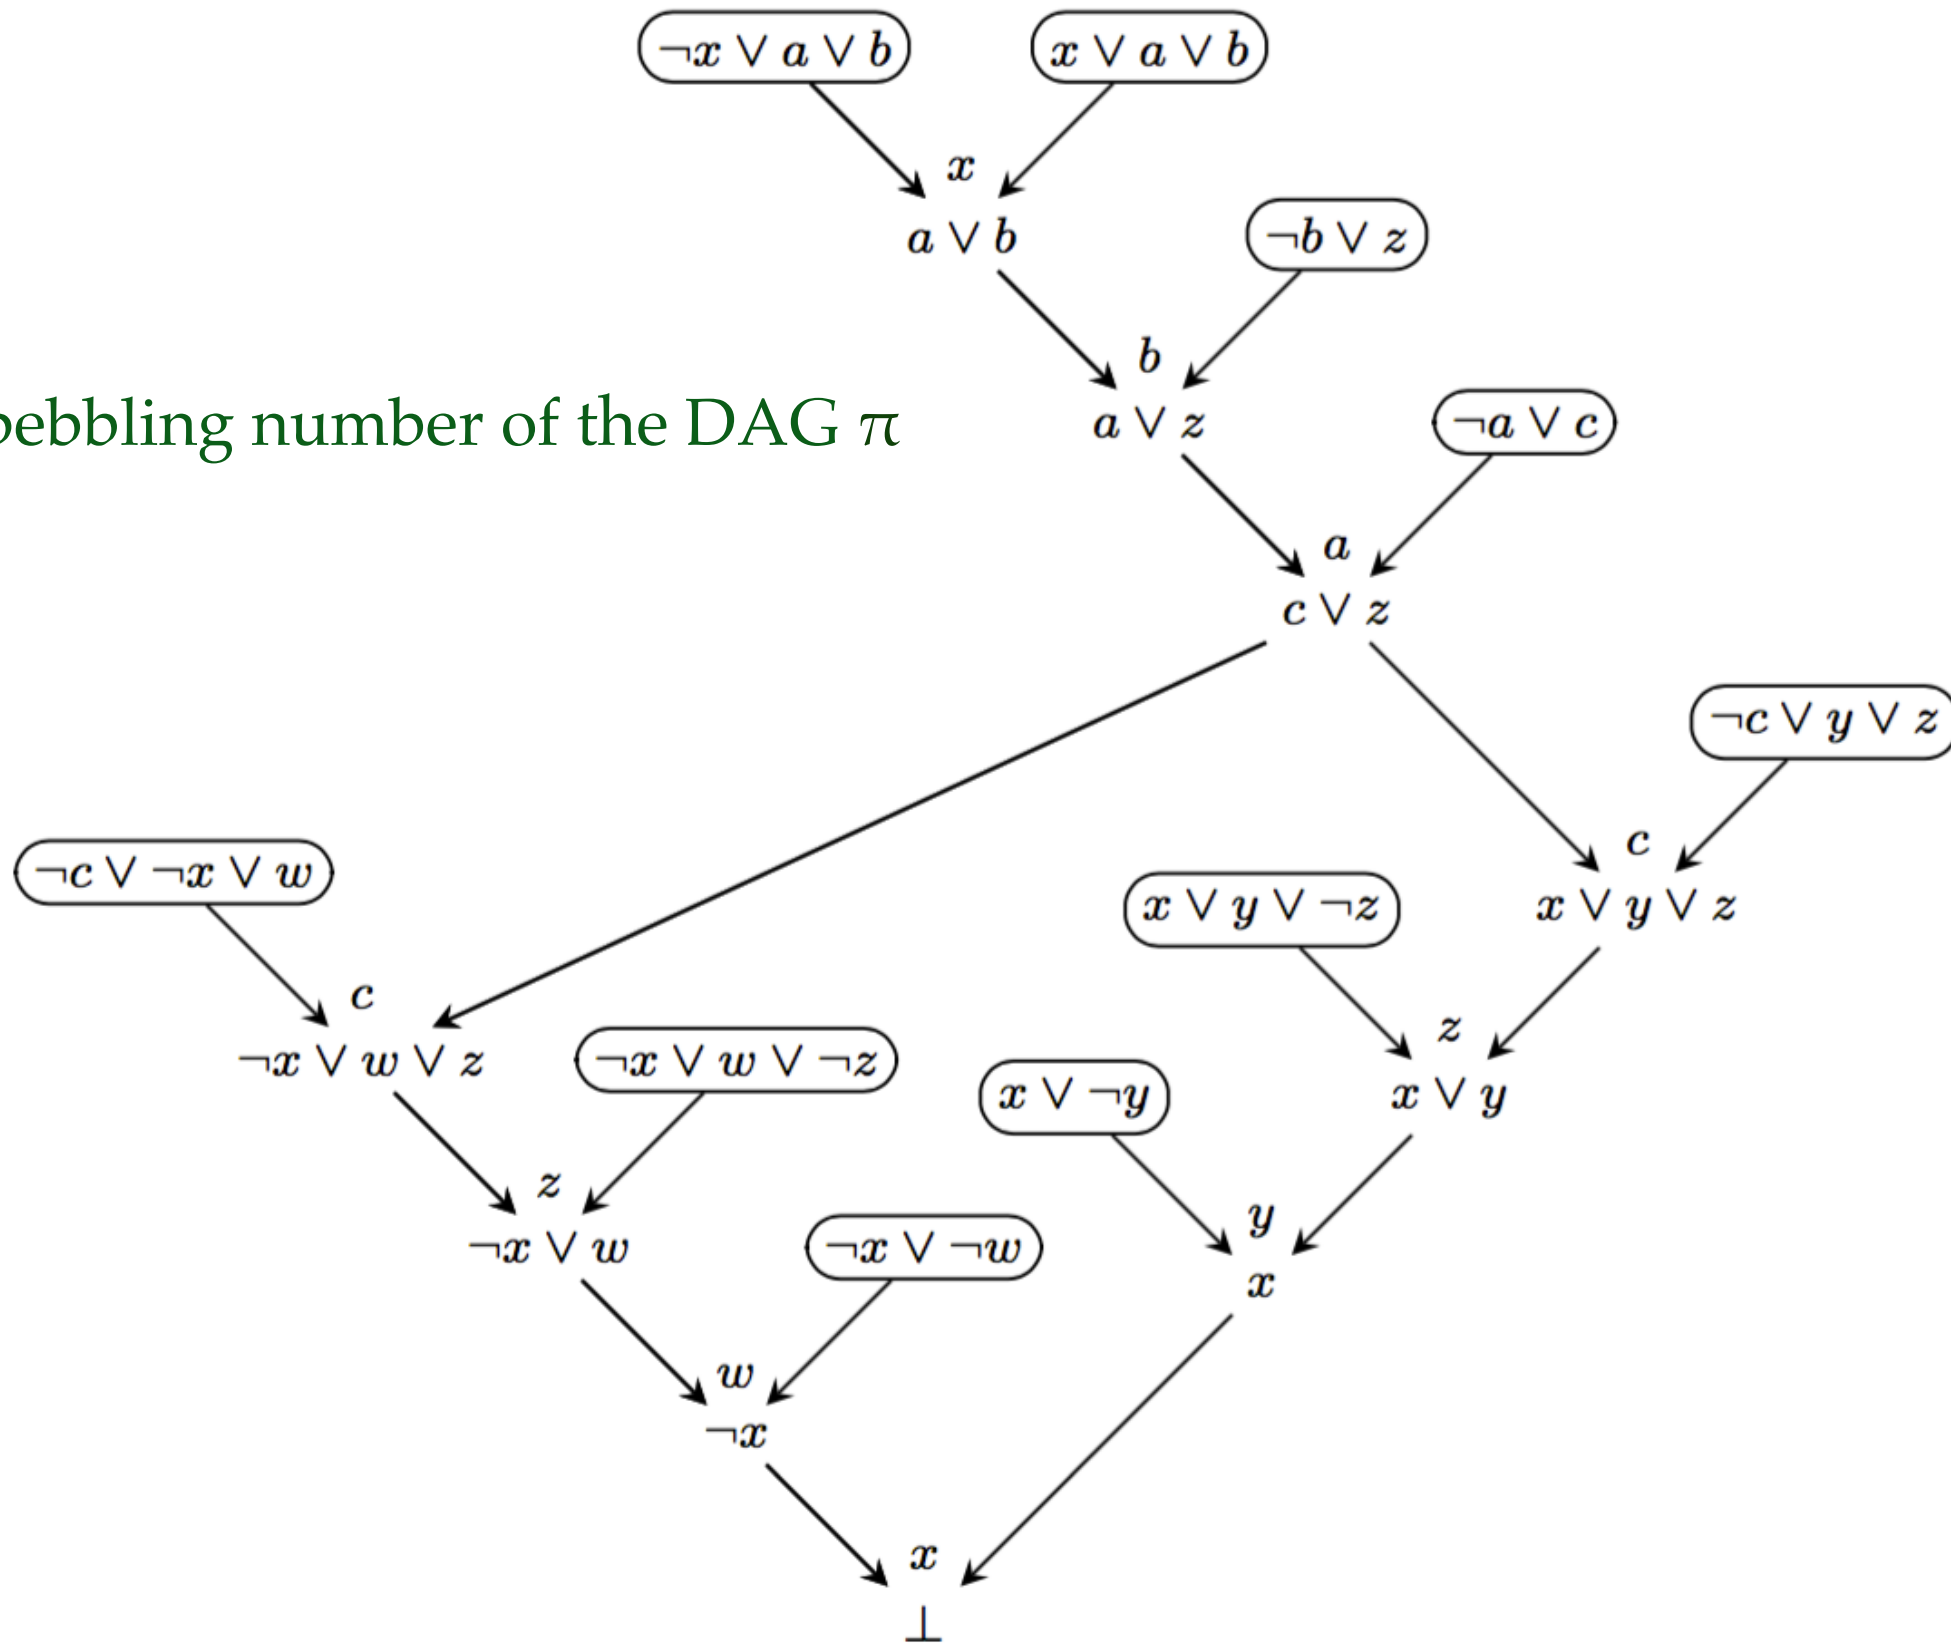 ¬x ∨ a ∨ b
x ∨ a ∨ b
x
a ∨ b
¬b ∨ z
b
pebbling number of the DAG π
a ∨ z
¬a ∨ c
a
c ∨ z
¬c ∨ y ∨ z
c
¬c ∨ ¬x ∨ w
x ∨ y ∨ ¬z
x ∨ y ∨ z
c
z
¬x ∨ w ∨ z
¬x ∨ w ∨ ¬z
x ∨ ¬y
x ∨ y
z
y
¬x ∨ w
¬x ∨ ¬w
x
w
¬x
x
⊥